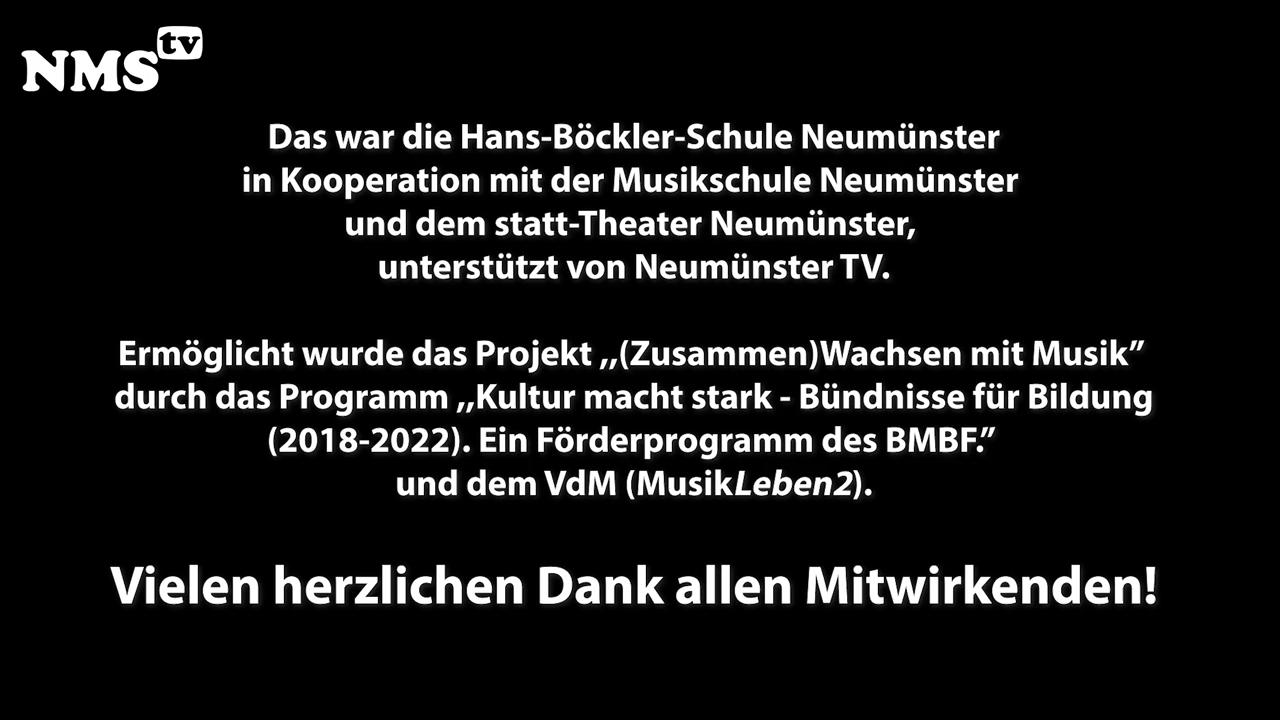 NMS tv
Das war die Hans-Böckler-Schule Neumünster
in Kooperation mit der Musikschule Neumünster
und dem statt-Theater Neumünster,
unterstützt von Neumünster TV.
Ermöglicht wurde das Projekt ,,(Zusammen)Wachsen mit Musik”
durch das Programm ,,Kultur macht stark - Bündnisse für Bildung
(2018-2022). Ein Förderprogramm des BMBF.”
und dem VdM (MusikLeben2).
Vielen herzlichen Dank allen Mitwirkenden!